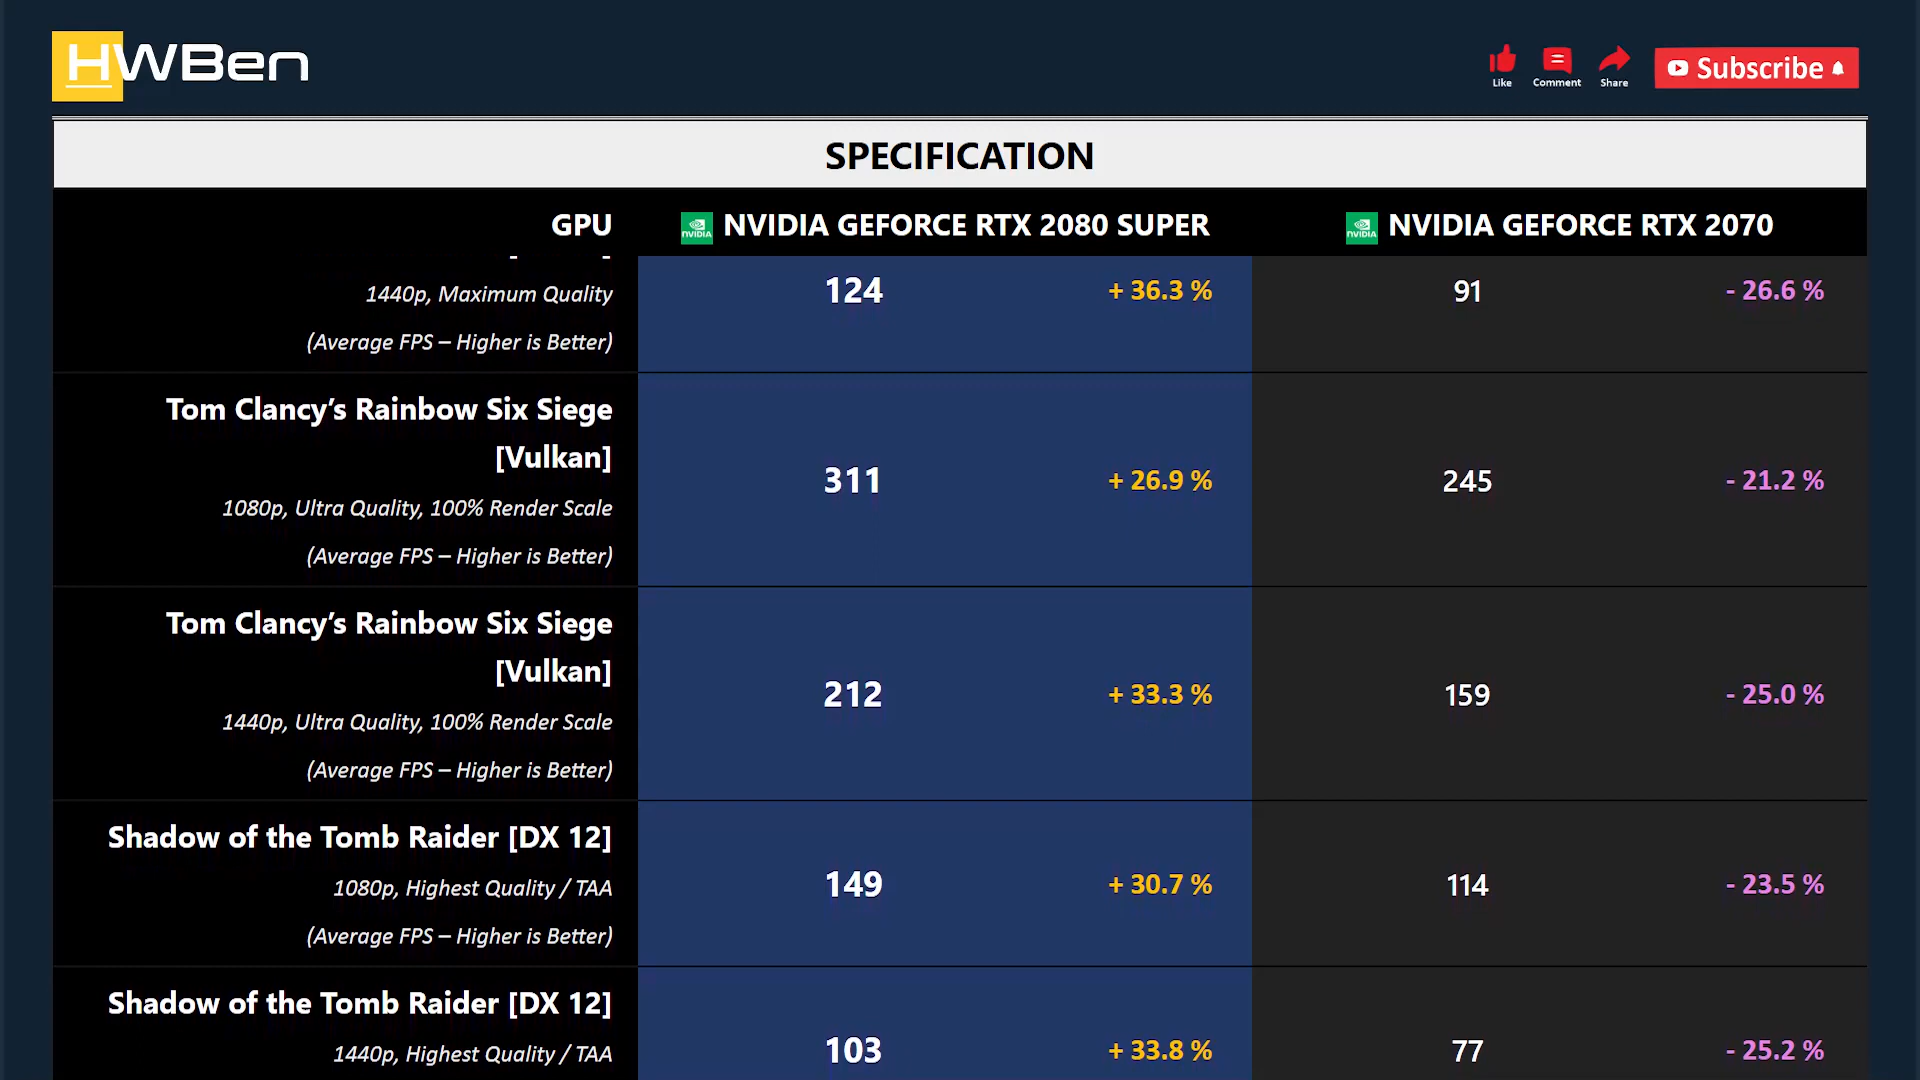 HWBen
Like
Comment
Share
Subscribe
SPECIFICATION
GPU
NVIDIA NVIDIA GEFORCE RTX 2080 SUPER
NVIDIA NVIDIA GEFORCE RTX 2070
1440p, Maximum Quality
(Average FPS – Higher is Better)
124
+ 36.3 %
91
- 26.6 %
Tom Clancy’s Rainbow Six Siege
[Vulkan]
1080p, Ultra Quality, 100% Render Scale
(Average FPS – Higher is Better)
311
+ 26.9 %
245
- 21.2 %
Tom Clancy’s Rainbow Six Siege
[Vulkan]
1440p, Ultra Quality, 100% Render Scale
(Average FPS – Higher is Better)
212
+ 33.3 %
159
- 25.0 %
Shadow of the Tomb Raider [DX 12]
1080p, Highest Quality / TAA
(Average FPS – Higher is Better)
149
+ 30.7 %
114
- 23.5 %
Shadow of the Tomb Raider [DX 12]
1440p, Highest Quality / TAA
103
+ 33.8 %
77
- 25.2 %